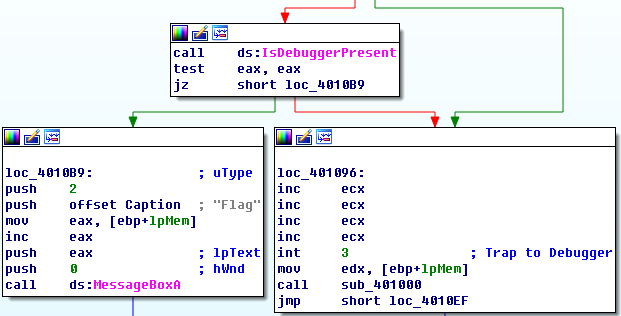 call ds:IsDebuggerPresent
test eax, eax
jz short loc_4010B9
loc_4010B9: ; uType
push 2
push offset Caption ; "Flag"
mov eax, [ebp+lpMem]
inc eax
push eax ; lpText
push 0 ; hWnd
call ds:MessageBoxA
loc_401096:
inc ecx
inc ecx
inc ecx
inc ecx
int 3 ; Trap to Debugger
mov edx, [ebp+lpMem]
call sub_401000
jmp short loc_4010EF